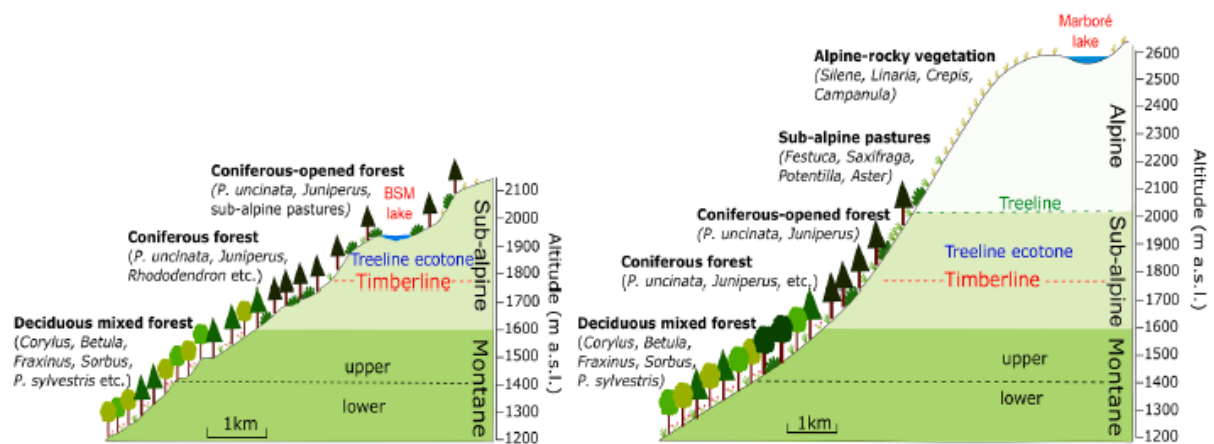 Coniferous-opened forest
(P. uncinata, Juniperus,
sub-alpine pastures)
BSM
lake
Coniferous forest
(P. uncinata, Juniperus,
Rhododendron etc.)
Treeline ecotone
Timberline
Deciduous mixed forest
(Corylus, Betula,
Fraxinus, Sorbus,
P. sylvestris etc.)
upper
lower
1km
Sub-alpine
Montane
2100
2000
1900
1800
1700
1600
1500
1400
1300
1200
Altitude (m a.s.l.)
Marboré
lake
Alpine-rocky vegetation
(Silene, Linaria, Crepis,
Campanula)
Sub-alpine pastures
(Festuca, Saxifraga,
Potentilla, Aster)
Treeline
Coniferous-opened forest
(P. uncinata, Juniperus)
Treeline ecotone
Coniferous forest
(P. uncinata, Juniperus, etc.)
Timberline
Deciduous mixed forest
(Corylus, Betula,
Fraxinus, Sorbus,
P. sylvestris)
upper
lower
1km
Alpine
Sub-alpine
Montane
2600
2500
2400
2300
2200
2100
2000
1900
1800
1700
1600
1500
1400
1300
1200
Altitude (m a.s.l.)